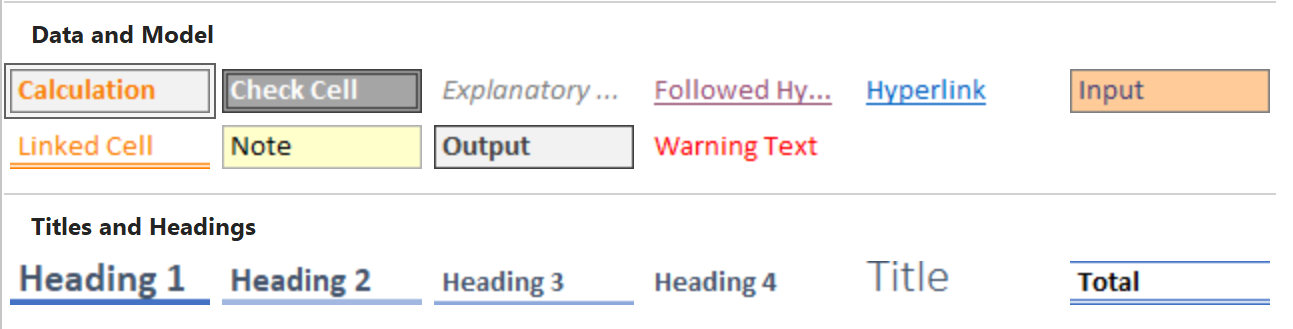 Data and Model
Calculation Check Cell Explanatory ... Followed Hy... Hyperlink Input
Linked Cell Note Output Warning Text
Titles and Headings
Heading 1 Heading 2 Heading 3 Heading 4 Title Total